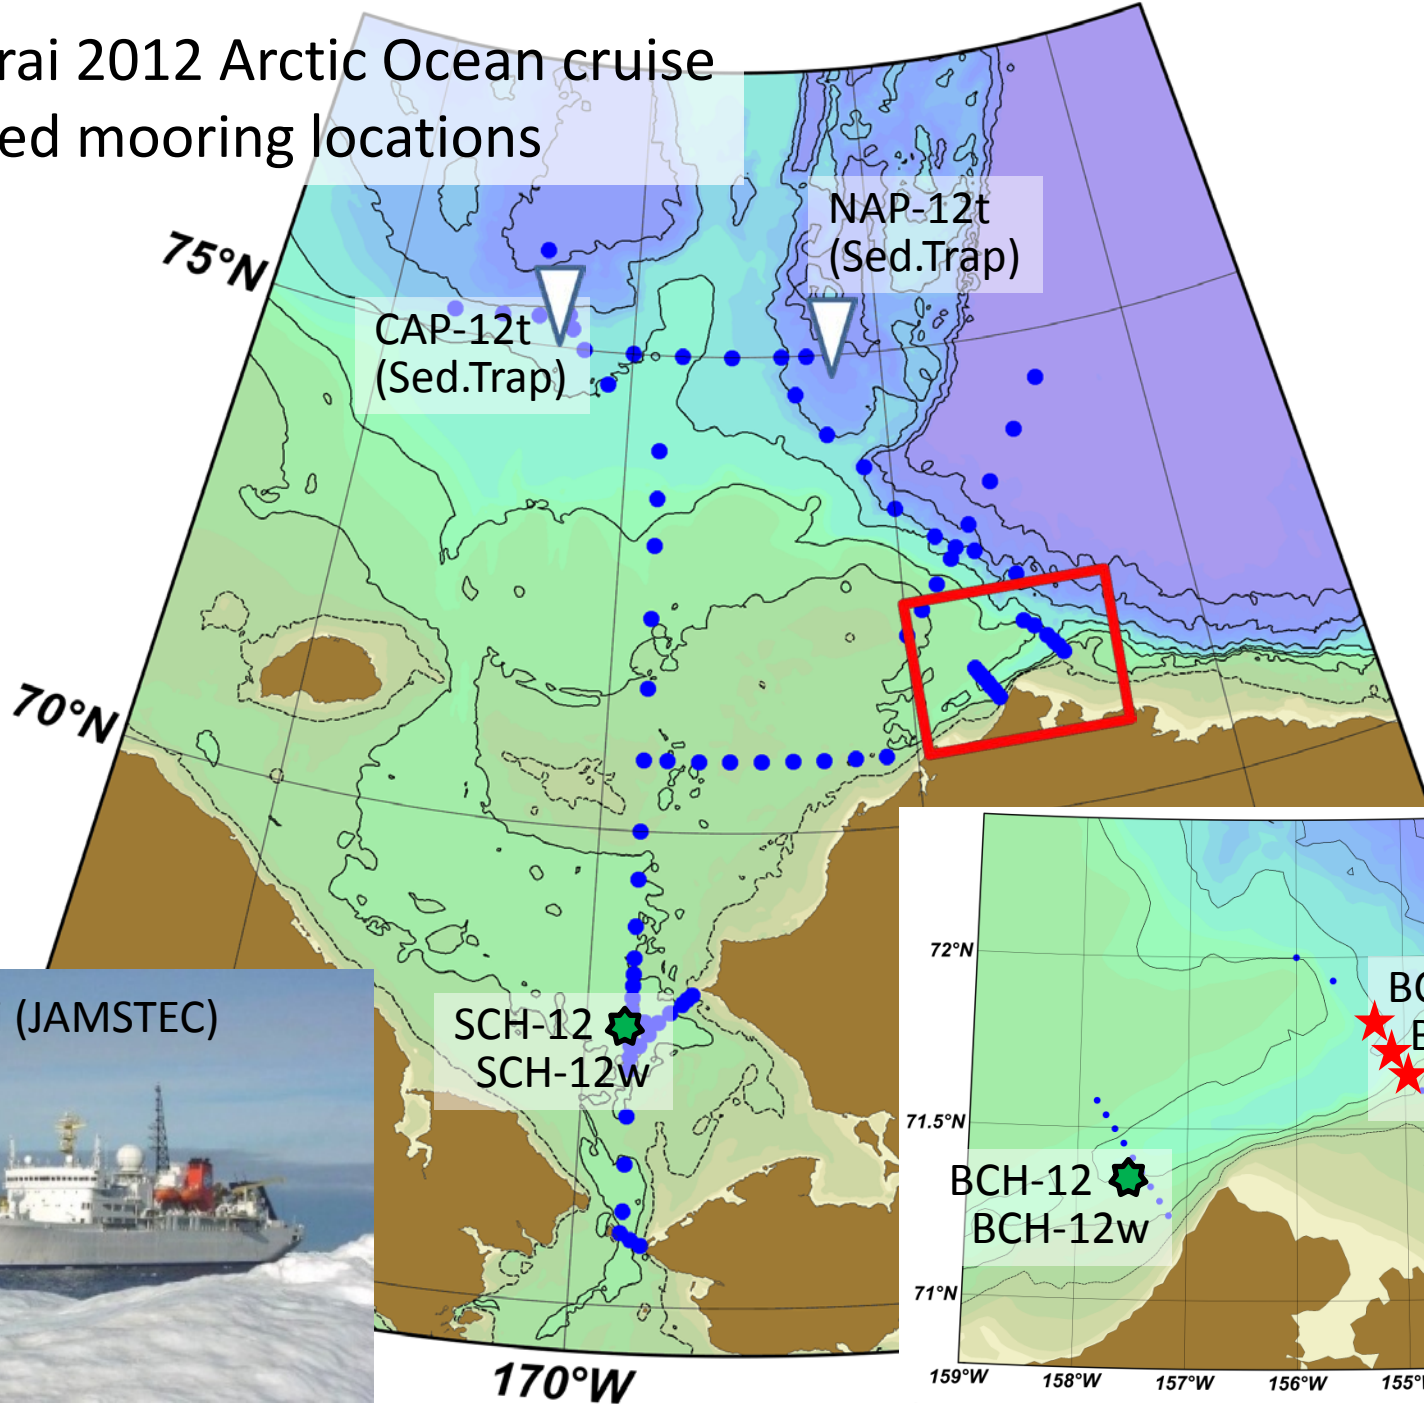 rai 2012 Arctic Ocean cruise
ed mooring locations
75°N
NAP-12t
(Sed.Trap)
CAP-12t
(Sed.Trap)
70°N
(JAMSTEC)
SCH-12
SCH-12w
170°W
72°N
BC
B
71.5°N
BCH-12
BCH-12w
71°N
159°W 158°W 157°W 156°W 155°W